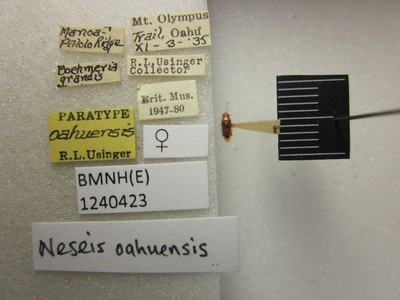 Manoa-
Palolo Ridge
Mt. Olympus
Trail, Oahu
XI-3-'35
Boehmeria
grandis
R.L.Usinger
Collector
Brit. Mus.
1947-80
PARATYPE
oahuensis
R.L.Usinger
♀
BMNH(E)
1240423
Neseis oahuensis